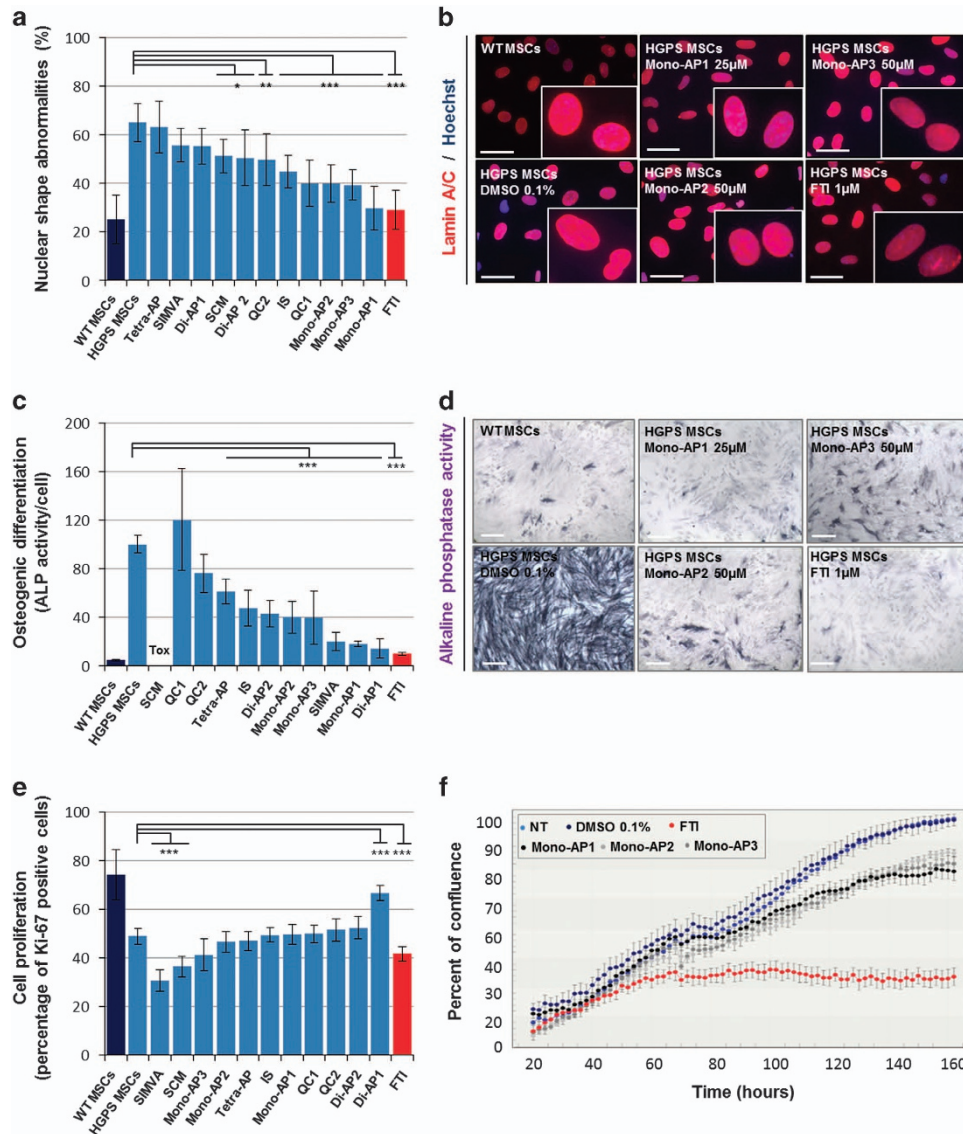 a
Nuclear shape abnormalities (%)
100
80
60
40
20
0
* ** *** ***
WT MSCs
HGPS MSCs
Tetra-AP
SIMVA
Di-AP1
SCM
Di-AP 2
QC2
IS
QC1
Mono-AP2
Mono-AP3
Mono-AP1
FTI
b
Lamin A/C / Hoechst
WT MSCs
HGPS MSCs
Mono-AP1 25µM
HGPS MSCs
Mono-AP3 50µM
HGPS MSCs
DMSO 0.1%
HGPS MSCs
Mono-AP2 50µM
HGPS MSCs
FTI 1µM
c
Osteogenic differentiation
(ALP activity/cell)
200
160
120
80
40
0
*** ***
Tox
WT MSCs
HGPS MSCs
SCM
QC1
QC2
Tetra-AP
IS
Di-AP2
Mono-AP2
Mono-AP3
SIMVA
Mono-AP1
Di-AP1
FTI
d
Alkaline phosphatase activity
WT MSCs
HGPS MSCs
Mono-AP1 25µM
HGPS MSCs
Mono-AP3 50µM
HGPS MSCs
DMSO 0.1%
HGPS MSCs
Mono-AP2 50µM
HGPS MSCs
FTI 1µM
e
Cell proliferation
(percentage of Ki-67 positive cells)
100
80
60
40
20
0
*** *** ***
WT MSCs
HGPS MSCs
SIMVA
SCM
Mono-AP3
Mono-AP2
Tetra-AP
IS
Mono-AP1
QC1
QC2
Di-AP2
Di-AP1
FTI
f
Percent of confluence
100
90
80
70
60
50
40
30
20
0
NT DMSO 0.1% FTI
Mono-AP1 Mono-AP2 Mono-AP3
20 40 60 80 100 120 140 160
Time (hours)